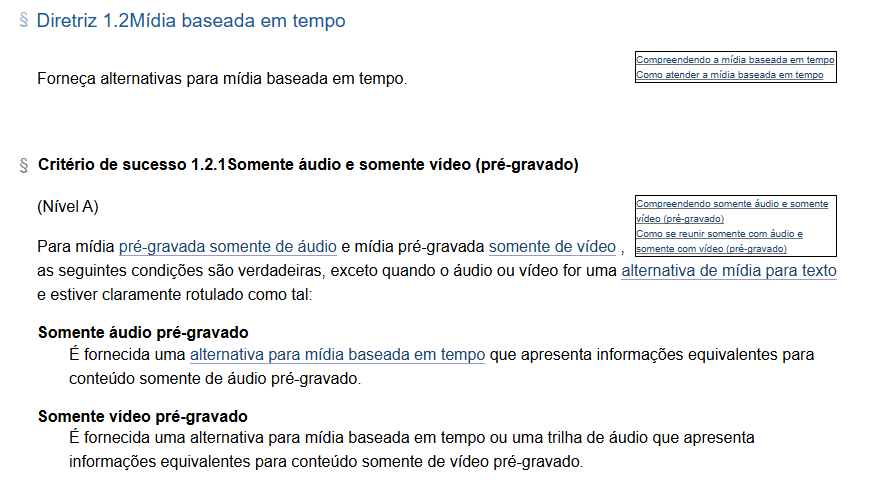 § Diretriz 1.2Mídia baseada em tempo
Compreendendo a mídia baseada em tempo
Como atender a mídia baseada em tempo
Forneça alternativas para mídia baseada em tempo.
§ Critério de sucesso 1.2.1Somente áudio e somente vídeo (pré-gravado)
Compreendendo somente áudio e somente
vídeo (pré-gravado)
Como se reunir somente com áudio e
somente com vídeo (pré-gravado)
(Nível A)
Para mídia pré-gravada somente de áudio e mídia pré-gravada somente de vídeo ,
as seguintes condições são verdadeiras, exceto quando o áudio ou vídeo for uma alternativa de mídia para texto
e estiver claramente rotulado como tal:
Somente áudio pré-gravado
É fornecida uma alternativa para mídia baseada em tempo que apresenta informações equivalentes para
conteúdo somente de áudio pré-gravado.
Somente vídeo pré-gravado
É fornecida uma alternativa para mídia baseada em tempo ou uma trilha de áudio que apresenta
informações equivalentes para conteúdo somente de vídeo pré-gravado.